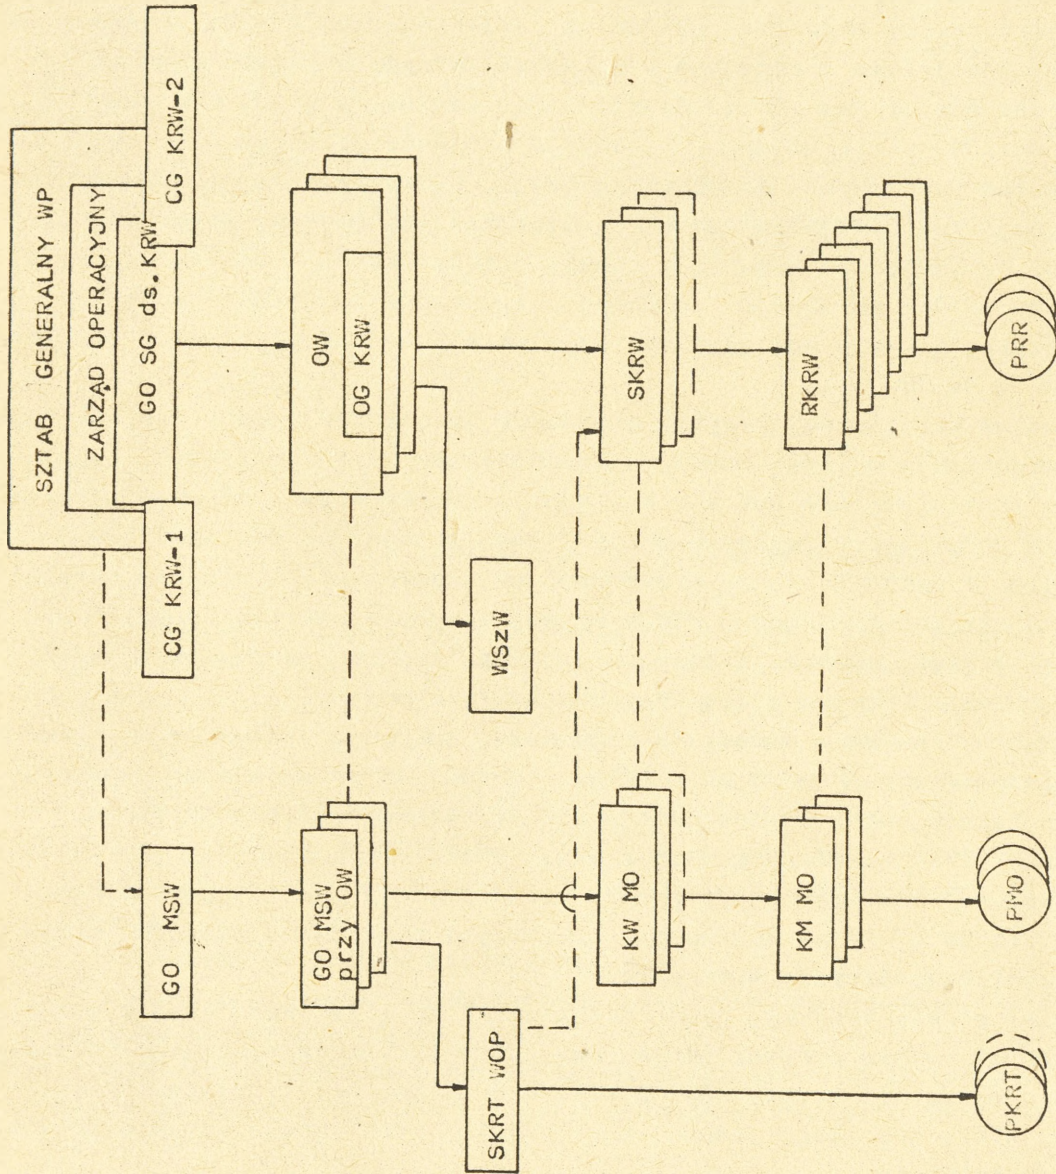 SZTAB GENERALNY WP
ZARZĄD OPERACYJNY
GO SG ds.KRW
CG KRW-1
CG KRW-2
GO MSW
OW
OG KRW
GO MSW
przy OW
WSzW
SKRT WOP
SKRW
KW MO
RKRW
KM MO
PRR
PMO
PKRT